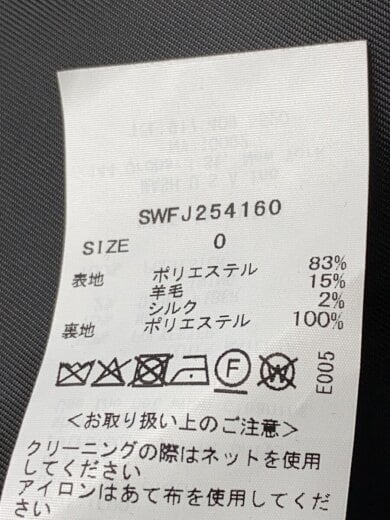 SWFJ254160
SIZE 0
表地 ポリエステル 83%
羊毛 15%
シルク 2%
裏地 ポリエステル 100%
F W
E005
<お取り扱い上のご注意>
クリーニングの際はネットを使用
してください
アイロンはあて布を使用してくだ
さい